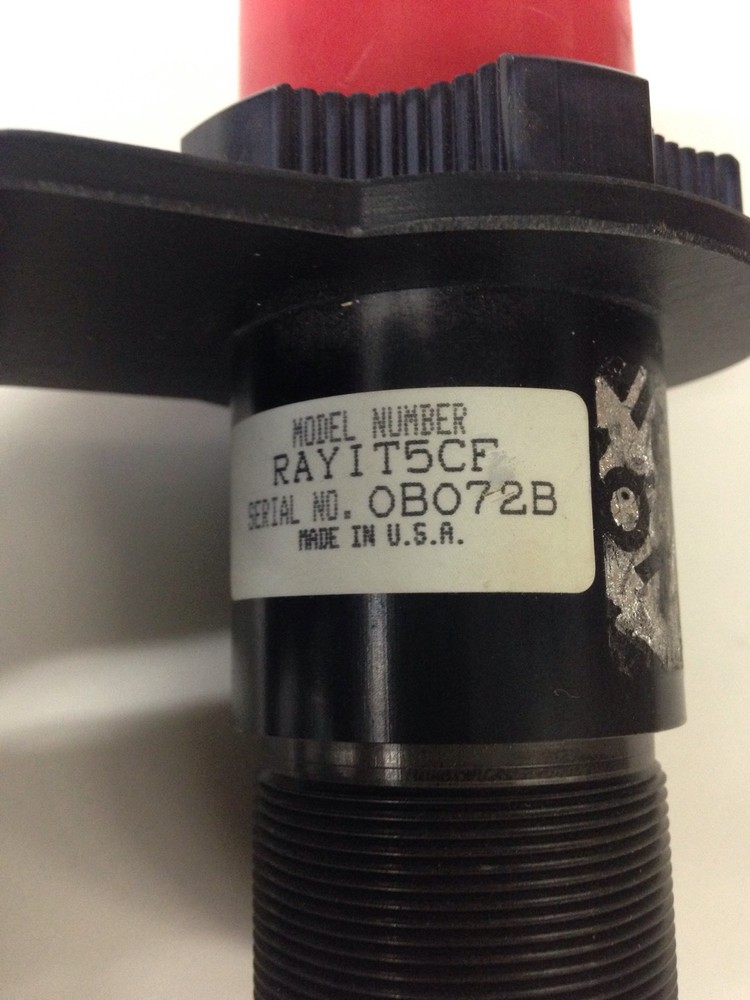 MODEL NUMBER
RAYIT5CF
SERIAL NO. 0B072B
MADE IN U.S.A.